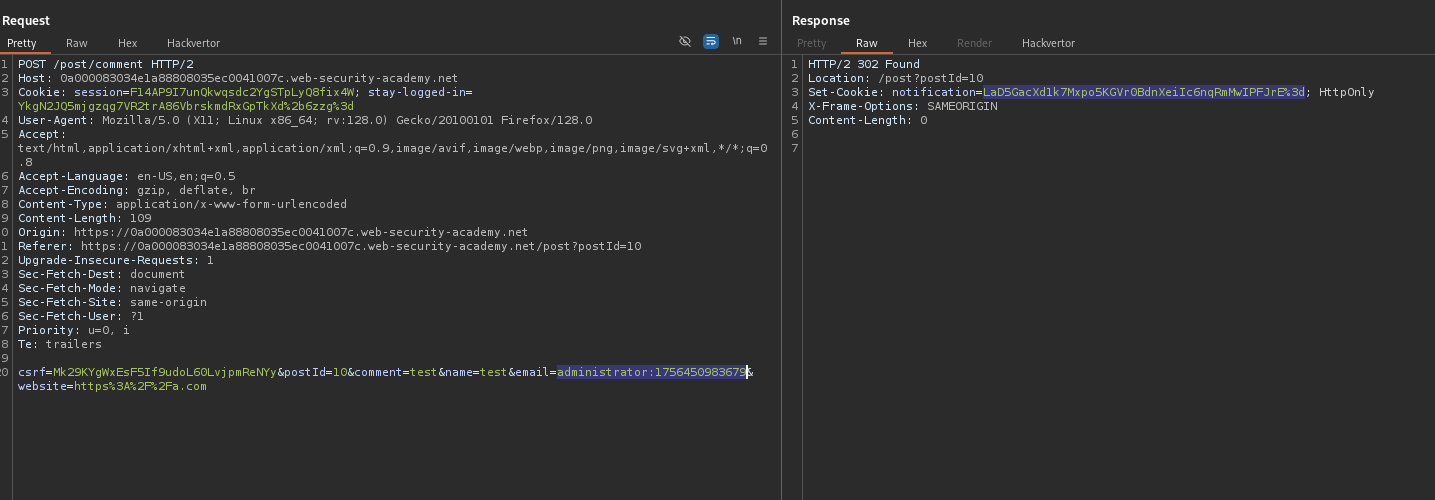 Request
Response
Pretty Raw Hex Hackvertor
\n
Pretty Raw Hex Render Hackvertor
1 POST /post/comment HTTP/2
2 Host: 0a000083034e1a88808035ec0041007c.web-security-academy.net
3 Cookie: session=F14AP9I7unQkwqsdc2YgSTpLyQ8fix4W; stay-logged-in=
YkgN2JQ5mjgzqg7VR2trA86VbrskmdRxGpTkXd%2b6zzg%3d
4 User-Agent: Mozilla/5.0 (X11; Linux x86_64; rv:128.0) Gecko/20100101 Firefox/128.0
5 Accept:
text/html,application/xhtml+xml,application/xml;q=0.9,image/avif,image/webp,image/png,image/svg+xml,*/*;q=0
.8
6 Accept-Language: en-US,en;q=0.5
7 Accept-Encoding: gzip, deflate, br
8 Content-Type: application/x-www-form-urlencoded
9 Content-Length: 109
0 Origin: https://0a000083034e1a88808035ec0041007c.web-security-academy.net
1 Referer: https://0a000083034e1a88808035ec0041007c.web-security-academy.net/post?postId=10
2 Upgrade-Insecure-Requests: 1
3 Sec-Fetch-Dest: document
4 Sec-Fetch-Mode: navigate
5 Sec-Fetch-Site: same-origin
6 Sec-Fetch-User: ?1
7 Priority: u=0, i
8 Te: trailers
9
20 csrf=Mk29KYgWxEsF5If9udoL6OLvjpmReNYy&postId=10&comment=test&name=test&email=administrator:1756450983679&
website=https%3A%2F%2Fa.com
1 HTTP/2 302 Found
2 Location: /post?postId=10
3 Set-Cookie: notification=LaD5GacXd1k7Mxpo5KGVrOBdnXeiIc6nqRmMwIPFJrE%3d; HttpOnly
4 X-Frame-Options: SAMEORIGIN
5 Content-Length: 0
6
7